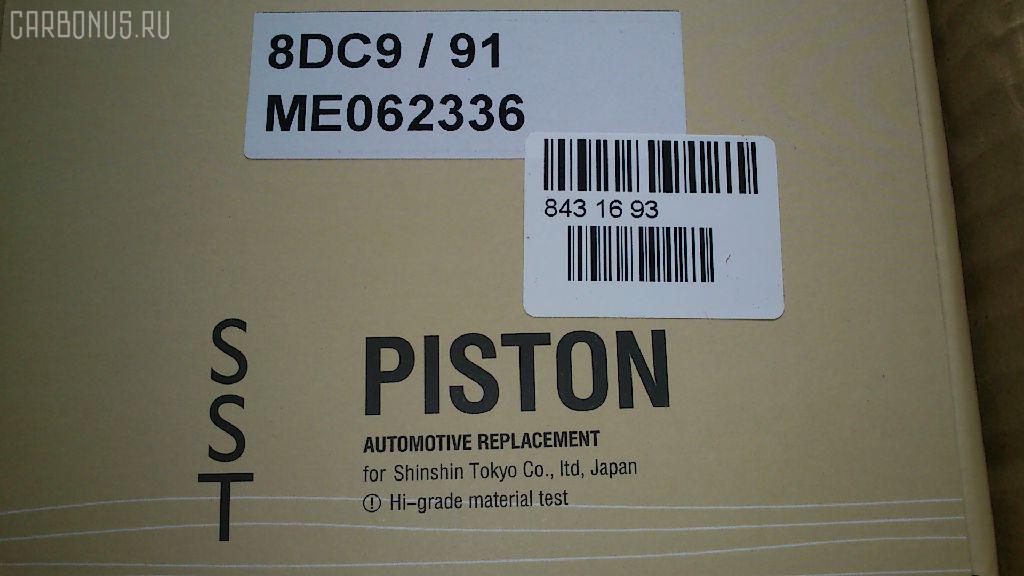 CARBONUS.RU
8DC9 / 91
ME062336
843 16 93
SST
PISTON
AUTOMOTIVE REPLACEMENT
for Shinshin Tokyo Co., ltd, Japan
! Hi-grade material test